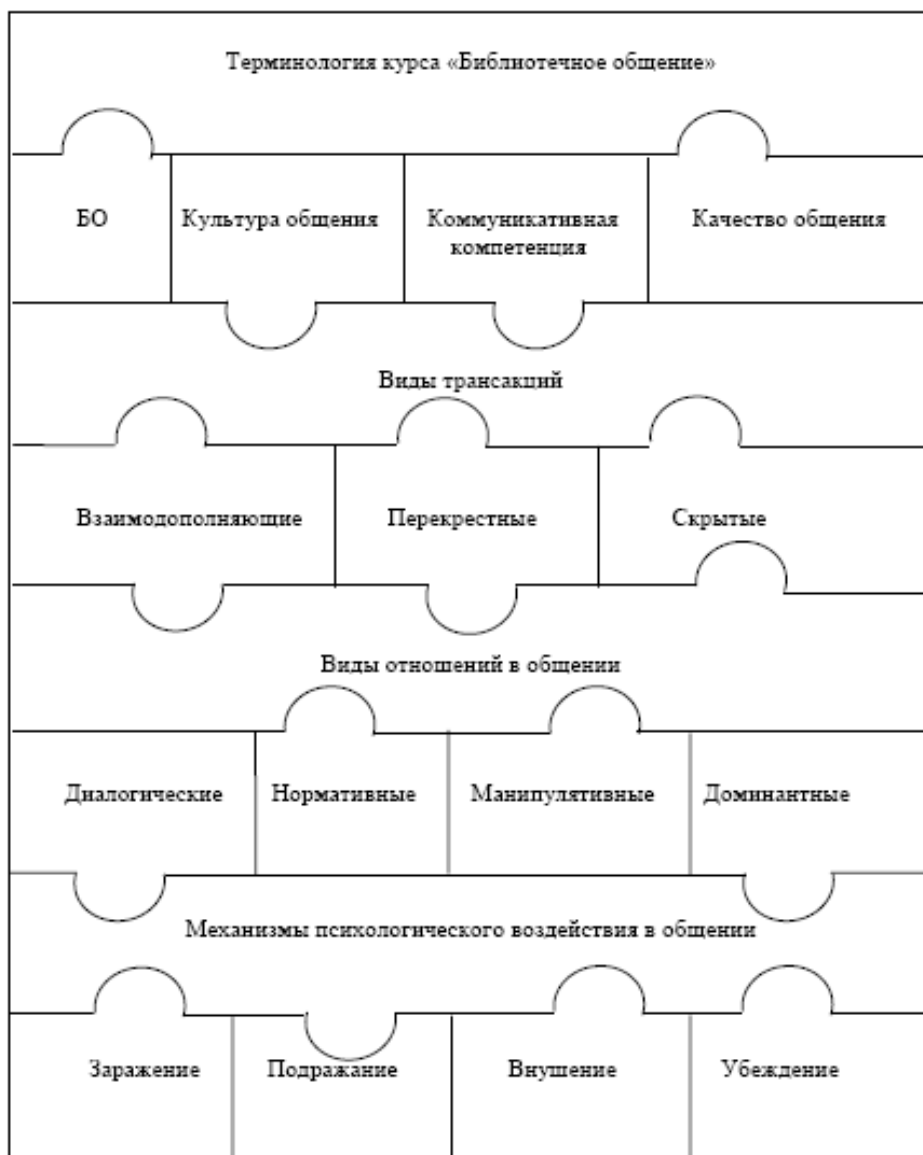 Терминология курса «Библиотечное общение»
БО Культура общения Коммуникативная Качество общения
компетенция
Виды трансакций
Взаимодополняющие Перекрестные Скрытые
Виды отношений в общении
Диалогические Нормативные Манипулятивные Доминантные
Механизмы психологического воздействия в общении
Заражение Подражание Внушение Убеждение